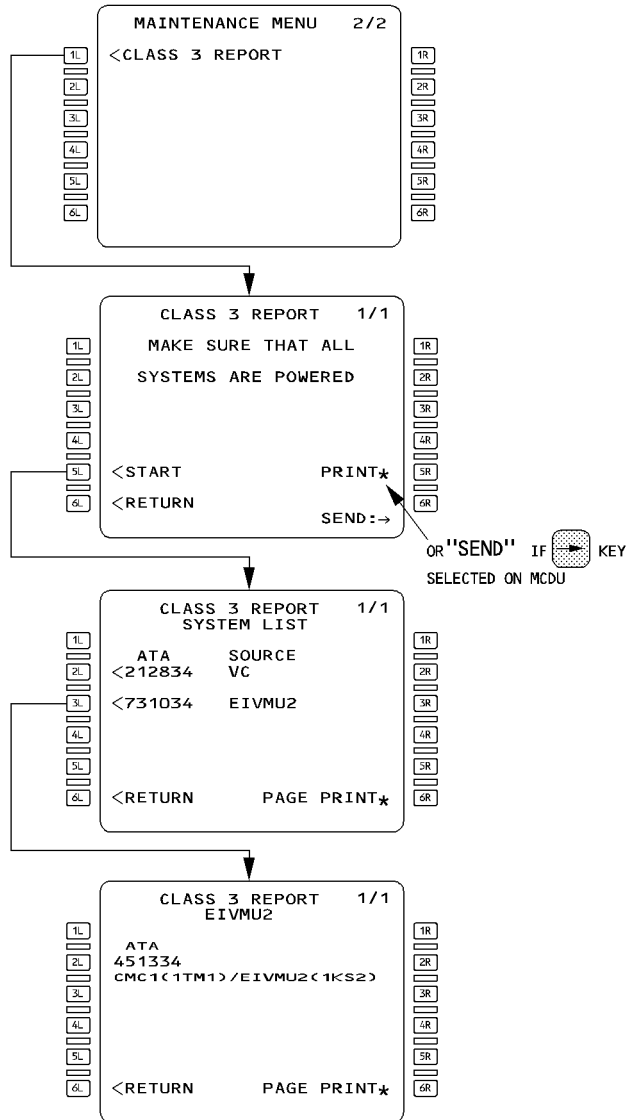 MAINTENANCE MENU 2/2
1L <CLASS 3 REPORT 1R
2L 2R
3L 3R
4L 4R
5L 5R
6L 6R
CLASS 3 REPORT 1/1
1L MAKE SURE THAT ALL 1R
2L SYSTEMS ARE POWERED 2R
3L 3R
4L 4R
5L <START PRINT* 5R
6L <RETURN 6R
SEND:→
OR "SEND" IF → KEY
SELECTED ON MCDU
CLASS 3 REPORT 1/1
SYSTEM LIST
1L 1R
ATA SOURCE
2L <212834 VC 2R
3L <731034 EIVMU2 3R
4L 4R
5L 5R
6L <RETURN PAGE PRINT* 6R
CLASS 3 REPORT 1/1
EIVMU2
1L 1R
ATA
2L 451334 2R
CMC1(1TM1)/EIVMU2(1KS2)
3L 3R
4L 4R
5L 5R
6L <RETURN PAGE PRINT* 6R